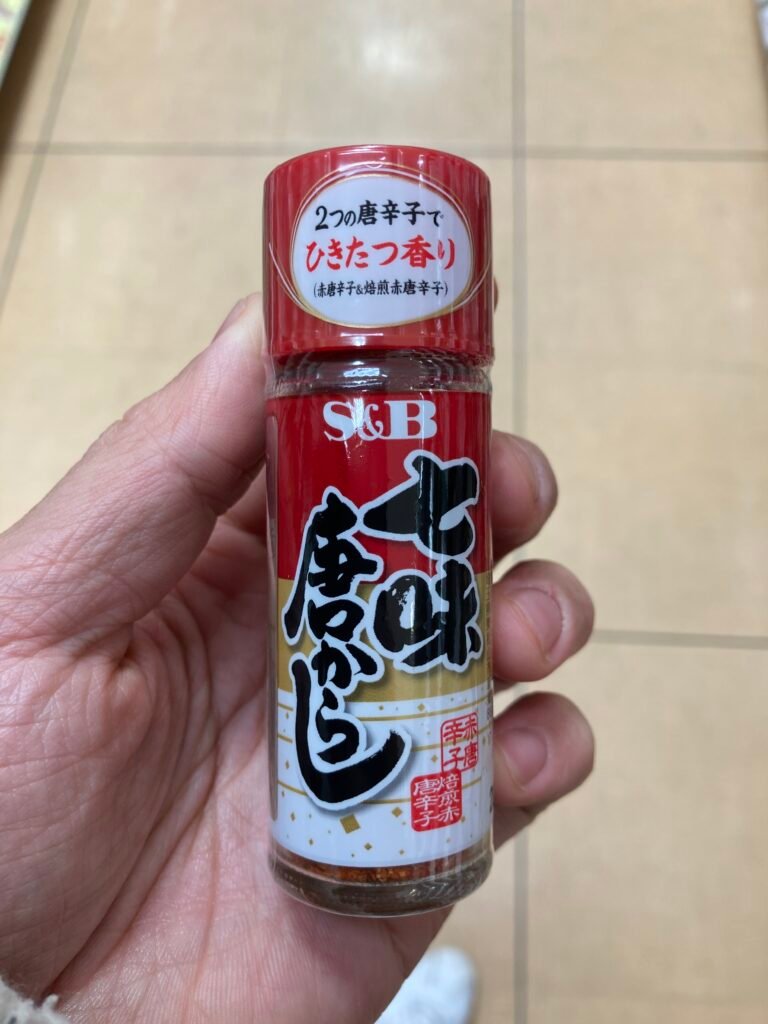 2つの唐辛子で
ひきたつ香り
(赤唐辛子&焙煎赤唐辛子)
S&B
七味
唐からし
赤唐
辛子
焙煎赤
唐辛子